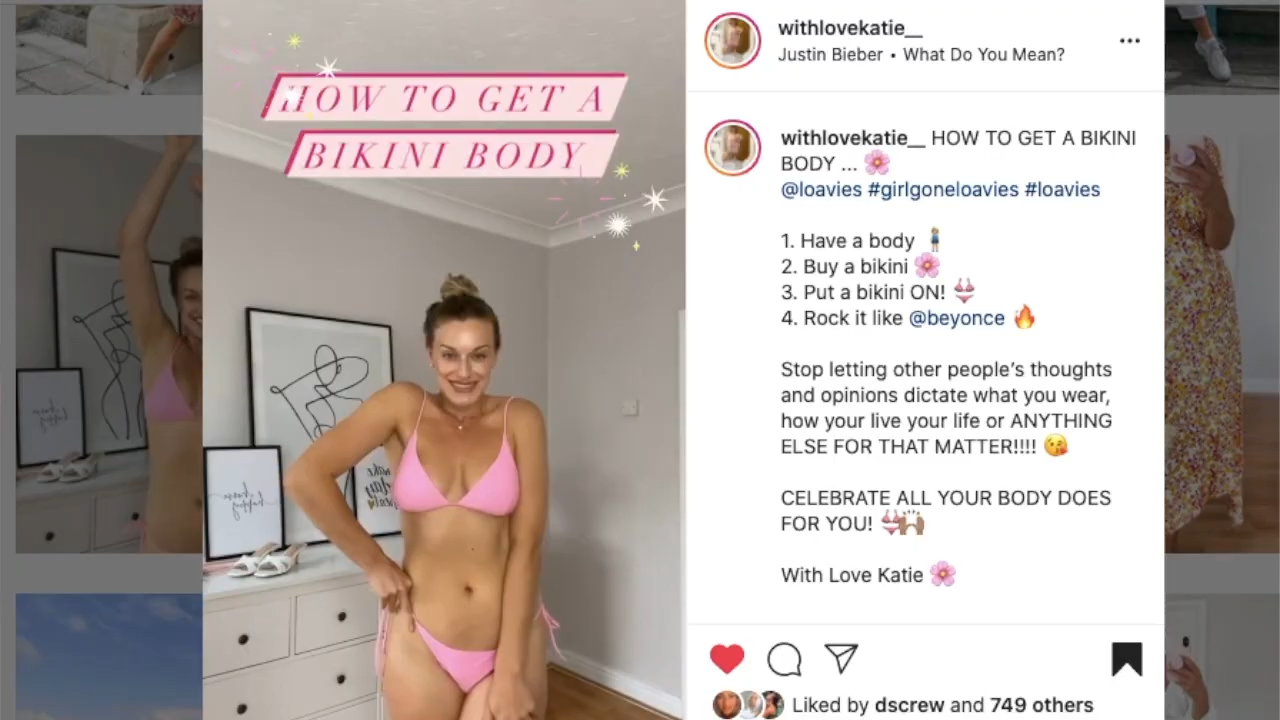 HOW TO GET A
BIKINI BODY
withlovekatie__
Justin Bieber • What Do You Mean?
withlovekatie__ HOW TO GET A BIKINI
BODY ... 🌸
@loavies #girlgoneloavies #loavies
1. Have a body 🧍🏼‍♀️
2. Buy a bikini 🌸
3. Put a bikini ON! 👙
4. Rock it like @beyonce 🔥
Stop letting other people’s thoughts
and opinions dictate what you wear,
how your live your life or ANYTHING
ELSE FOR THAT MATTER!!!! 😘
CELEBRATE ALL YOUR BODY DOES
FOR YOU! 👙🙌🏽
With Love Katie 🌸
Liked by dscrew and 749 others